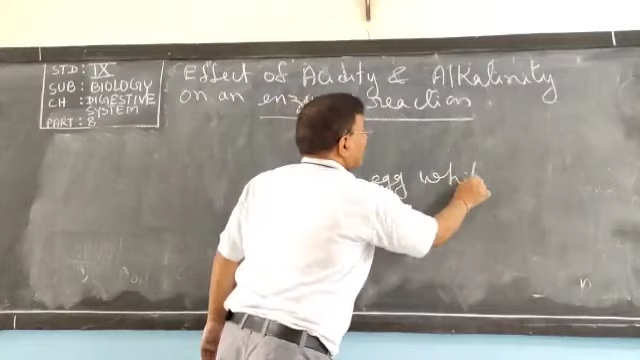 STD: IX
SUB: BIOLOGY
CH: DIGESTIVE
SYSTEM
PART: 8
Effect of Acidity & Alkalinity
on an reaction.
egg